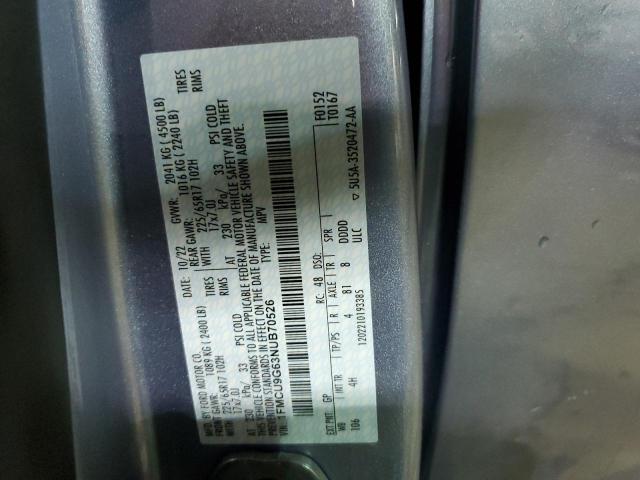 MFD. BY FORD MOTOR CO.
DATE: 10/22 GVWR: 2041 KG ( 4500 LB)
FRONT GAWR: 1089 KG ( 2400 LB) REAR GAWR: 1016 KG ( 2240 LB)
WITH 225/65R17 102H TIRES WITH 225/65R17 102H TIRES
17x7.0J RIMS 17x7.0J RIMS
AT 230 kPa/ 33 PSI COLD AT 230 kPa/ 33 PSI COLD
THIS VEHICLE CONFORMS TO ALL APPLICABLE FEDERAL MOTOR VEHICLE SAFETY AND THEFT
PREVENTION STANDARDS IN EFFECT ON THE DATE OF MANUFACTURE SHOWN ABOVE.
VIN: 1FMCU9G63NUB70526 TYPE: MPV
F0152
T0167
EXT PNT: GP RC: 48 DSO:
WB INT TR TP/PS R AXLE TR SPR
106 4H 4 B1 8 DDDD
ULC
1202210193385
▽ 5U5A-3520472-AA